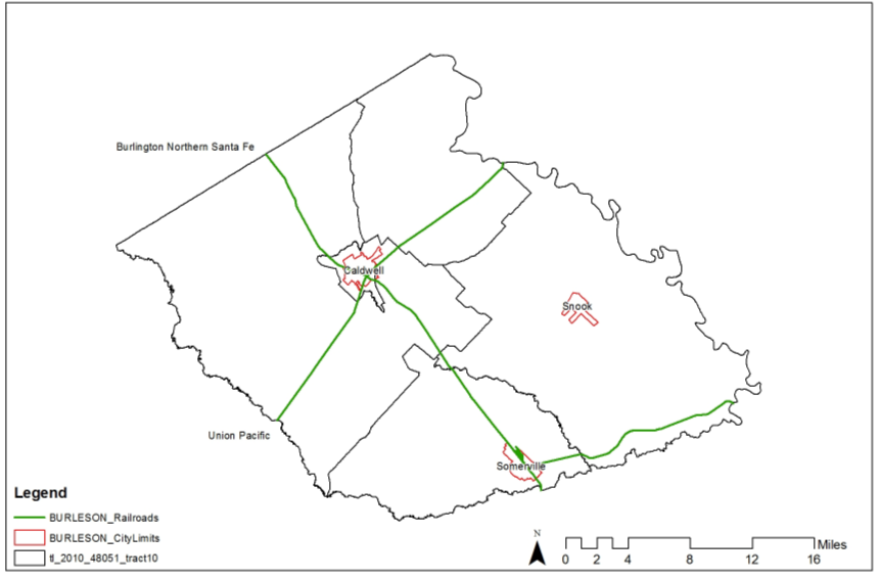 Burlington Northern Santa Fe
Caldwell
Snook
Union Pacific
Somerville
Legend
BURLESON_Railroads
BURLESON_CityLimits
tl_2010_48051_tract10
N
Miles
0 2 4 8 12 16